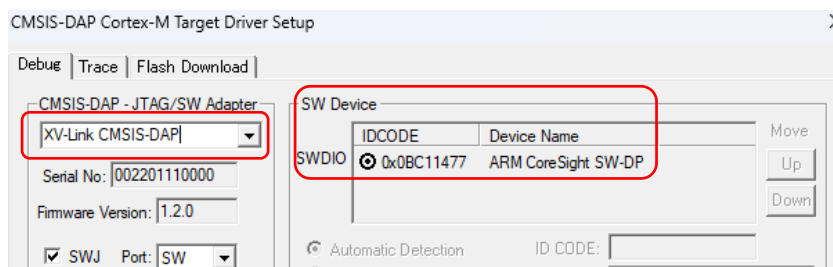 CMSIS-DAP Cortex-M Target Driver Setup
Debug | Trace | Flash Download
CMSIS-DAP - JTAG/SW Adapter
XV-Link CMSIS-DAP
Serial No: 002201110000
Firmware Version: 1.2.0
SWJ Port: SW
SW Device
IDCODE Device Name Move
SWDIO 0x0BC11477 ARM CoreSight SW-DP Up
Down
Automatic Detection ID CODE: